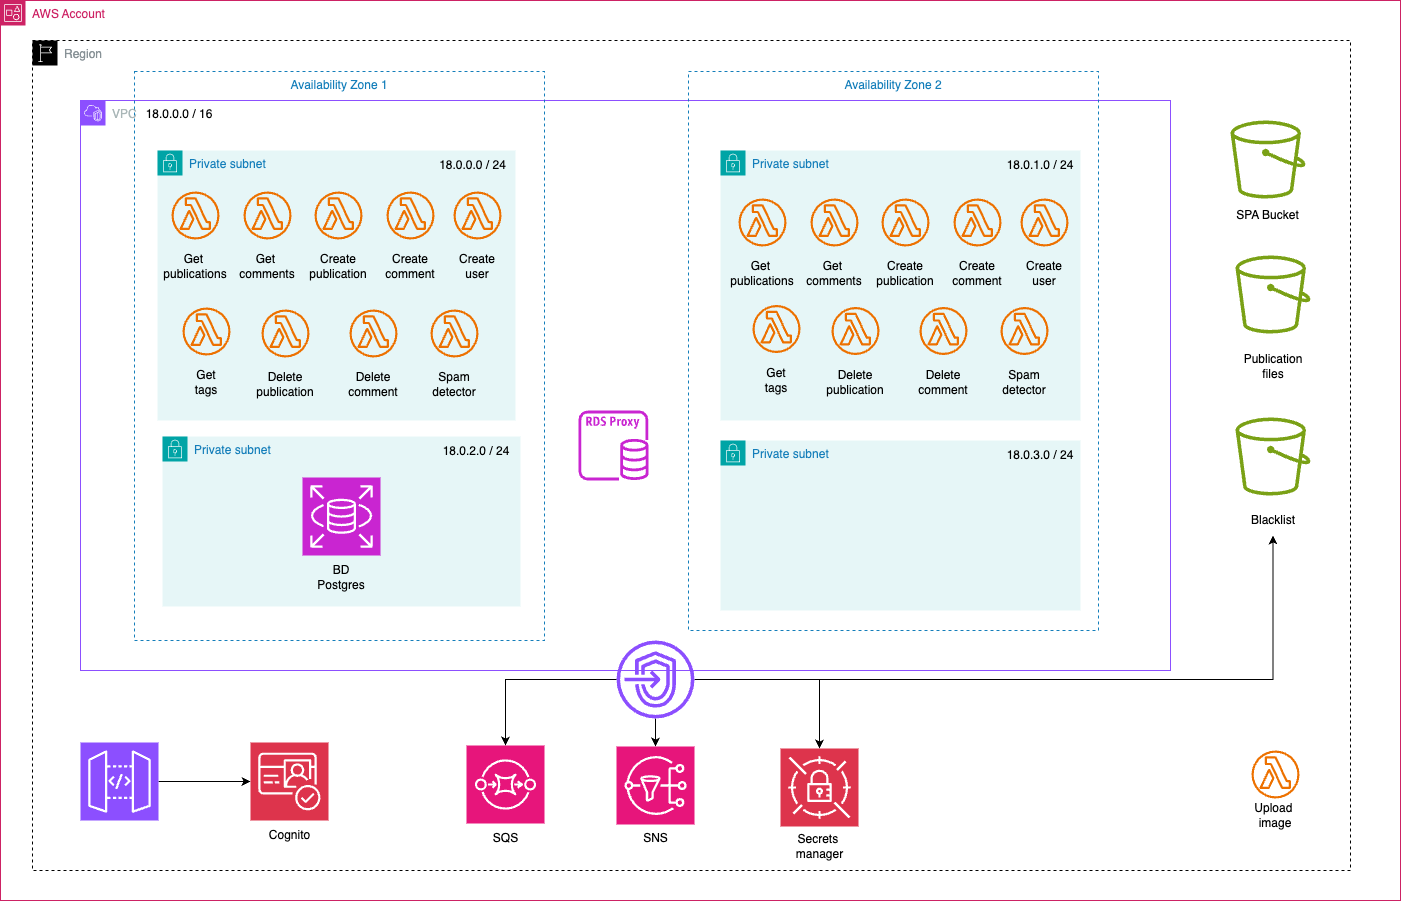 AWS Account
Region
Availability Zone 1
Availability Zone 2
VPC
18.0.0.0 / 16
Private subnet
18.0.0.0 / 24
Get
publications
Get
comments
Create
publication
Create
comment
Create
user
Get
tags
Delete
publication
Delete
comment
Spam
detector
Private subnet
18.0.1.0 / 24
Get
publications
Get
comments
Create
publication
Create
comment
Create
user
Get
tags
Delete
publication
Delete
comment
Spam
detector
RDS Proxy
Private subnet
18.0.2.0 / 24
BD
Postgres
Private subnet
18.0.3.0 / 24
SPA Bucket
Publication
files
Blacklist
</>
Cognito
SQS
SNS
Secrets
manager
Upload
image